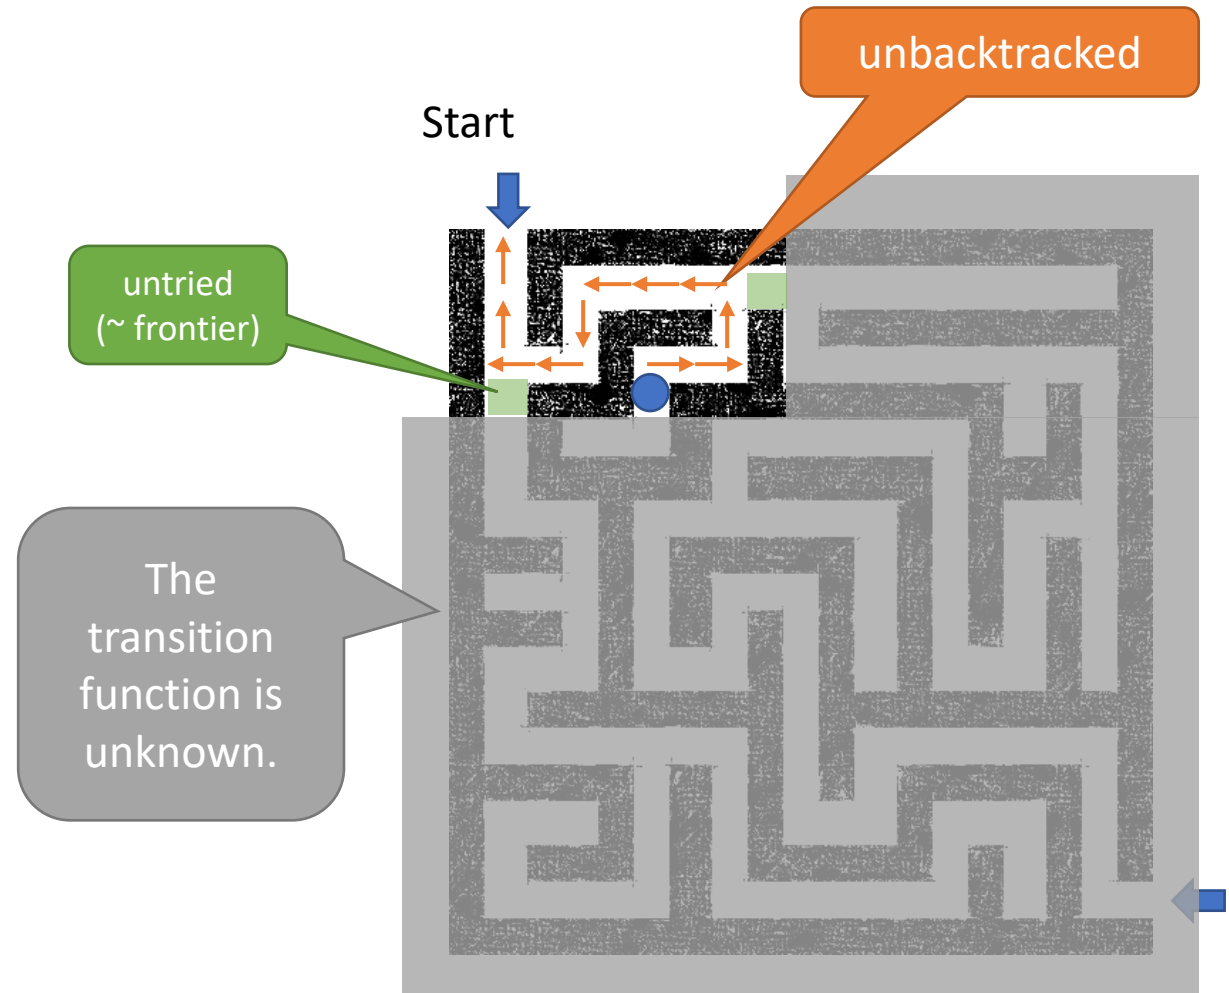 unbacktracked
Start
untried
(~ frontier)
The
transition
function is
unknown.